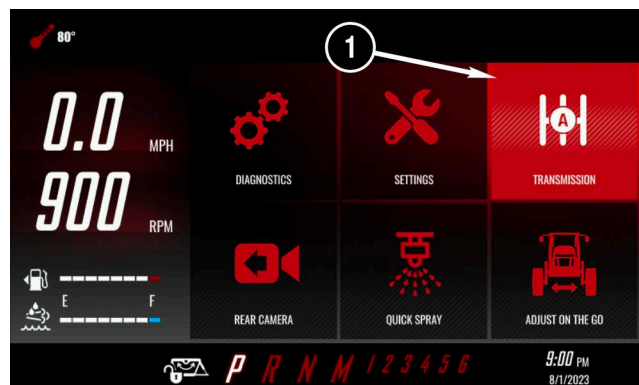 80°
1
0.0 MPH
900 RPM
E F
DIAGNOSTICS
SETTINGS
A
TRANSMISSION
REAR CAMERA
QUICK SPRAY
ADJUST ON THE GO
P R N M 1 2 3 4 5 6
9:00 PM
8/1/2023